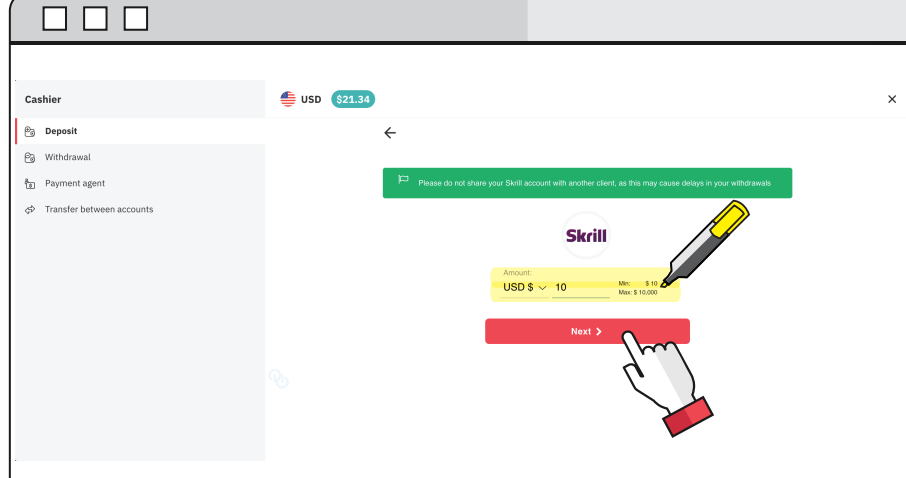 Cashier
USD $21.34
Deposit
Withdrawal
Payment agent
Transfer between accounts
Please do not share your Skrill account with another client, as this may cause delays in your withdrawals
Skrill
Amount:
USD $ 10
Min: $ 10
Max: $ 10,000
Next